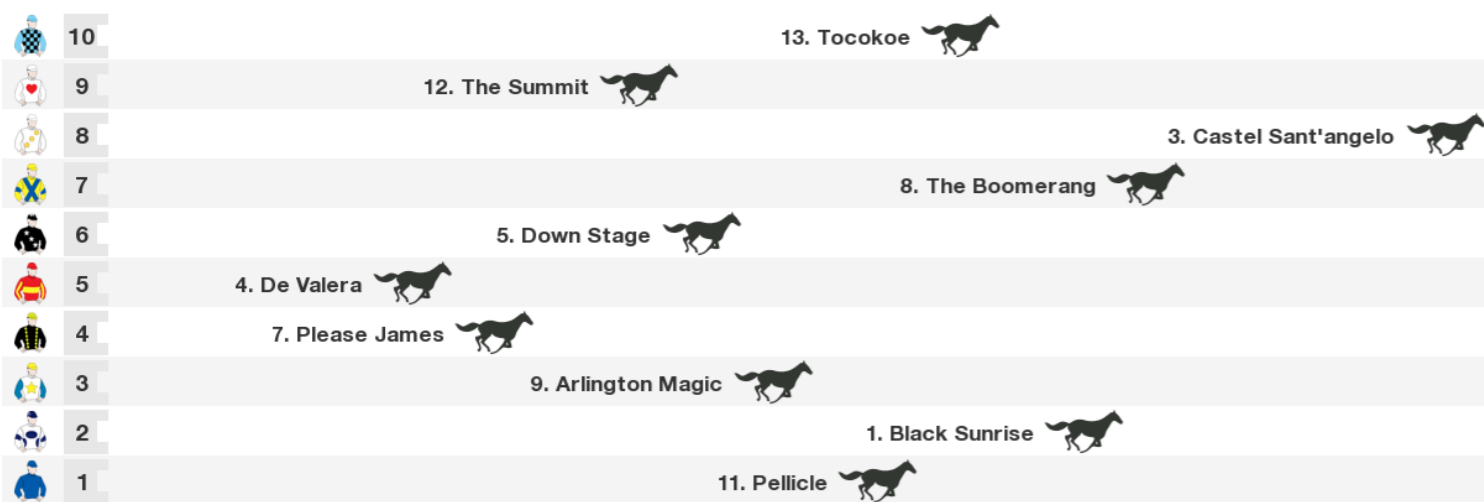 10 13. Tocokoe
9 12. The Summit
8 3. Castel Sant'angelo
7 8. The Boomerang
6 5. Down Stage
5 4. De Valera
4 7. Please James
3 9. Arlington Magic
2 1. Black Sunrise
1 11. Pellicle